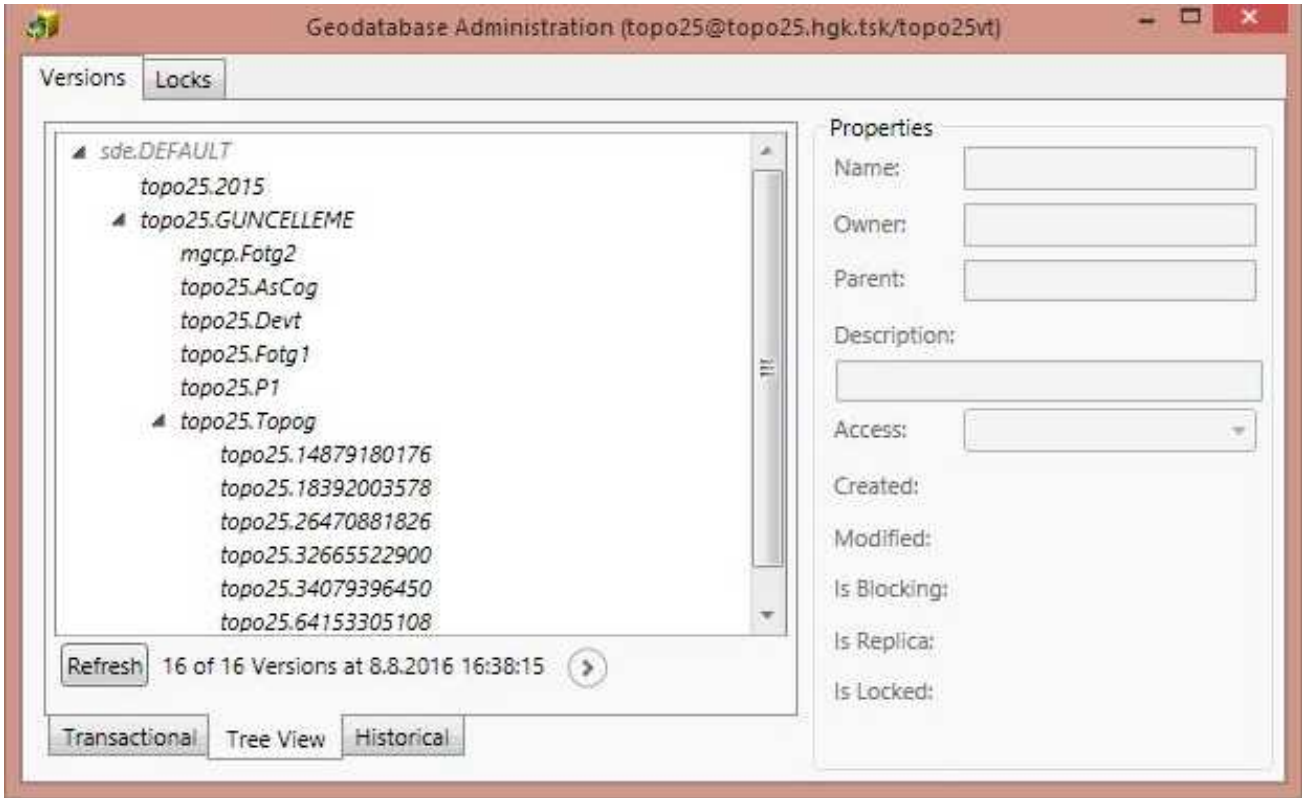 Geodatabase Administration (topo25@topo25.hgk.tsk/topo25vt)
Versions
Locks
sde.DEFAULT
topo25.2015
topo25.GUNCELLEME
mgcp.Fotg2
topo25.AsCog
topo25.Devt
topo25.Fotg1
topo25.P1
topo25.Topog
topo25.14879180176
topo25.18392003578
topo25.26470881826
topo25.32665522900
topo25.34079396450
topo25.64153305108
Refresh 16 of 16 Versions at 8.8.2016 16:38:15
Transactional
Tree View
Historical
Properties
Name:
Owner:
Parent:
Description:
Access:
Created:
Modified:
Is Blocking:
Is Replica:
Is Locked: